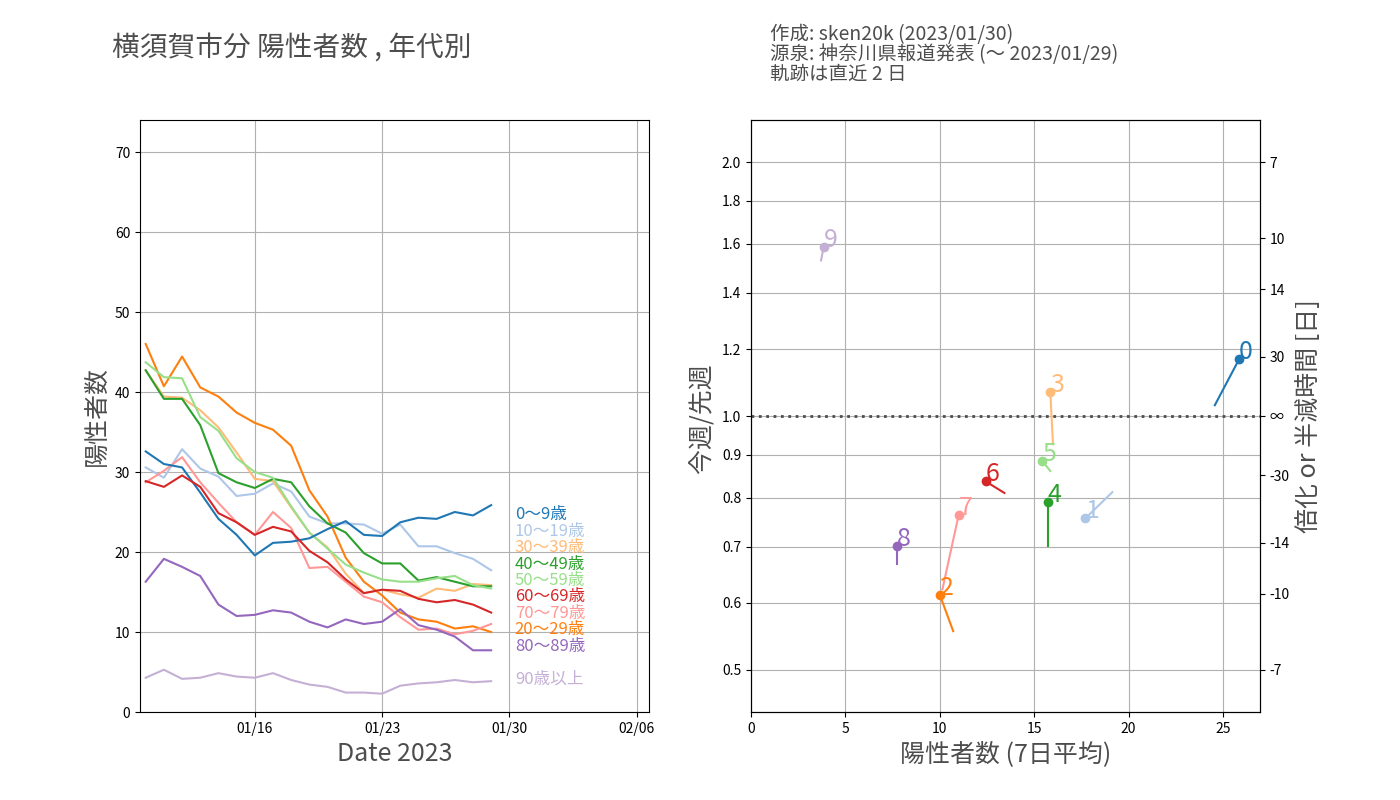 横須賀市分 陽性者数 , 年代別
作成: sken20k (2023/01/30)
源泉: 神奈川県報道発表 (～ 2023/01/29)
軌跡は直近 2 日
陽性者数
70
60
50
40
30
20
10
0
0～9歳
10～19歳
30～39歳
40～49歳
50～59歳
60～69歳
70～79歳
20～29歳
80～89歳
90歳以上
01/16
01/23
01/30
02/06
Date 2023
今週/先週
2.0
1.8
1.6
1.4
1.2
1.0
0.9
0.8
0.7
0.6
0.5
9
0
3
5
6
4
7
1
8
2
7
10
14
30
∞
-30
-14
-10
-7
倍化 or 半減時間 [日]
0
5
10
15
20
25
陽性者数 (7日平均)